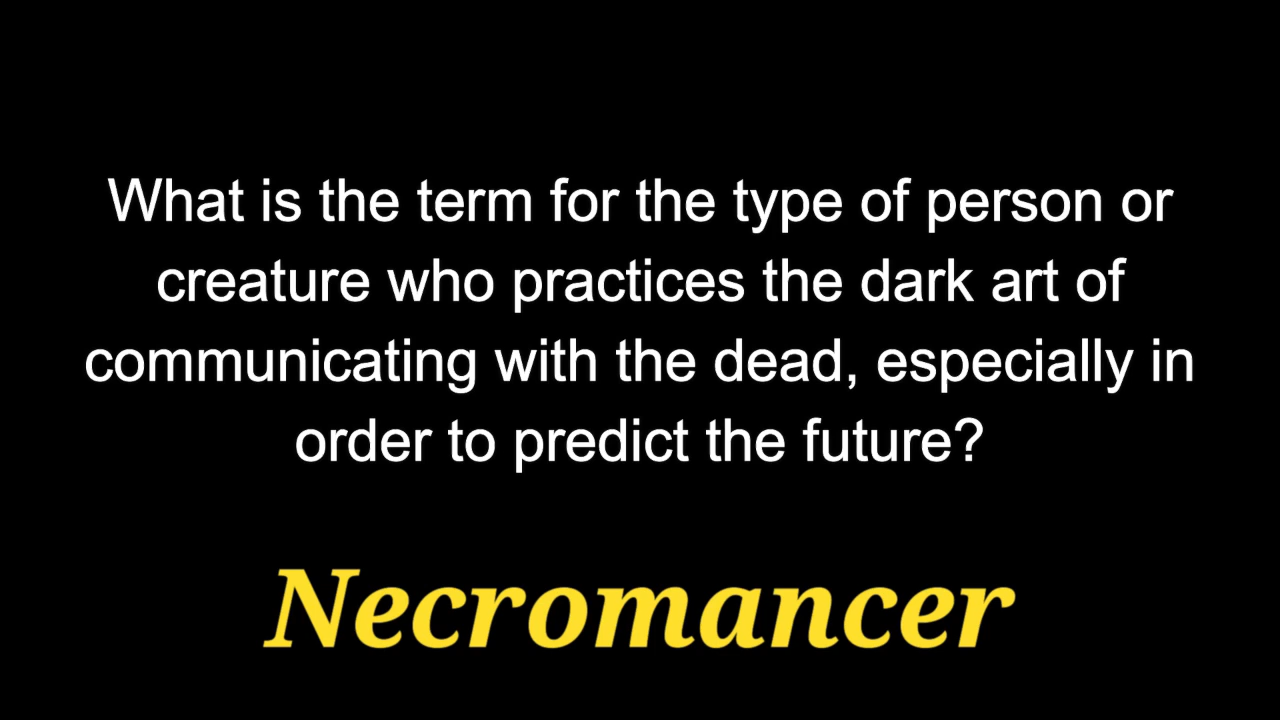 What is the term for the type of person or
creature who practices the dark art of
communicating with the dead, especially in
order to predict the future?
Necromancer